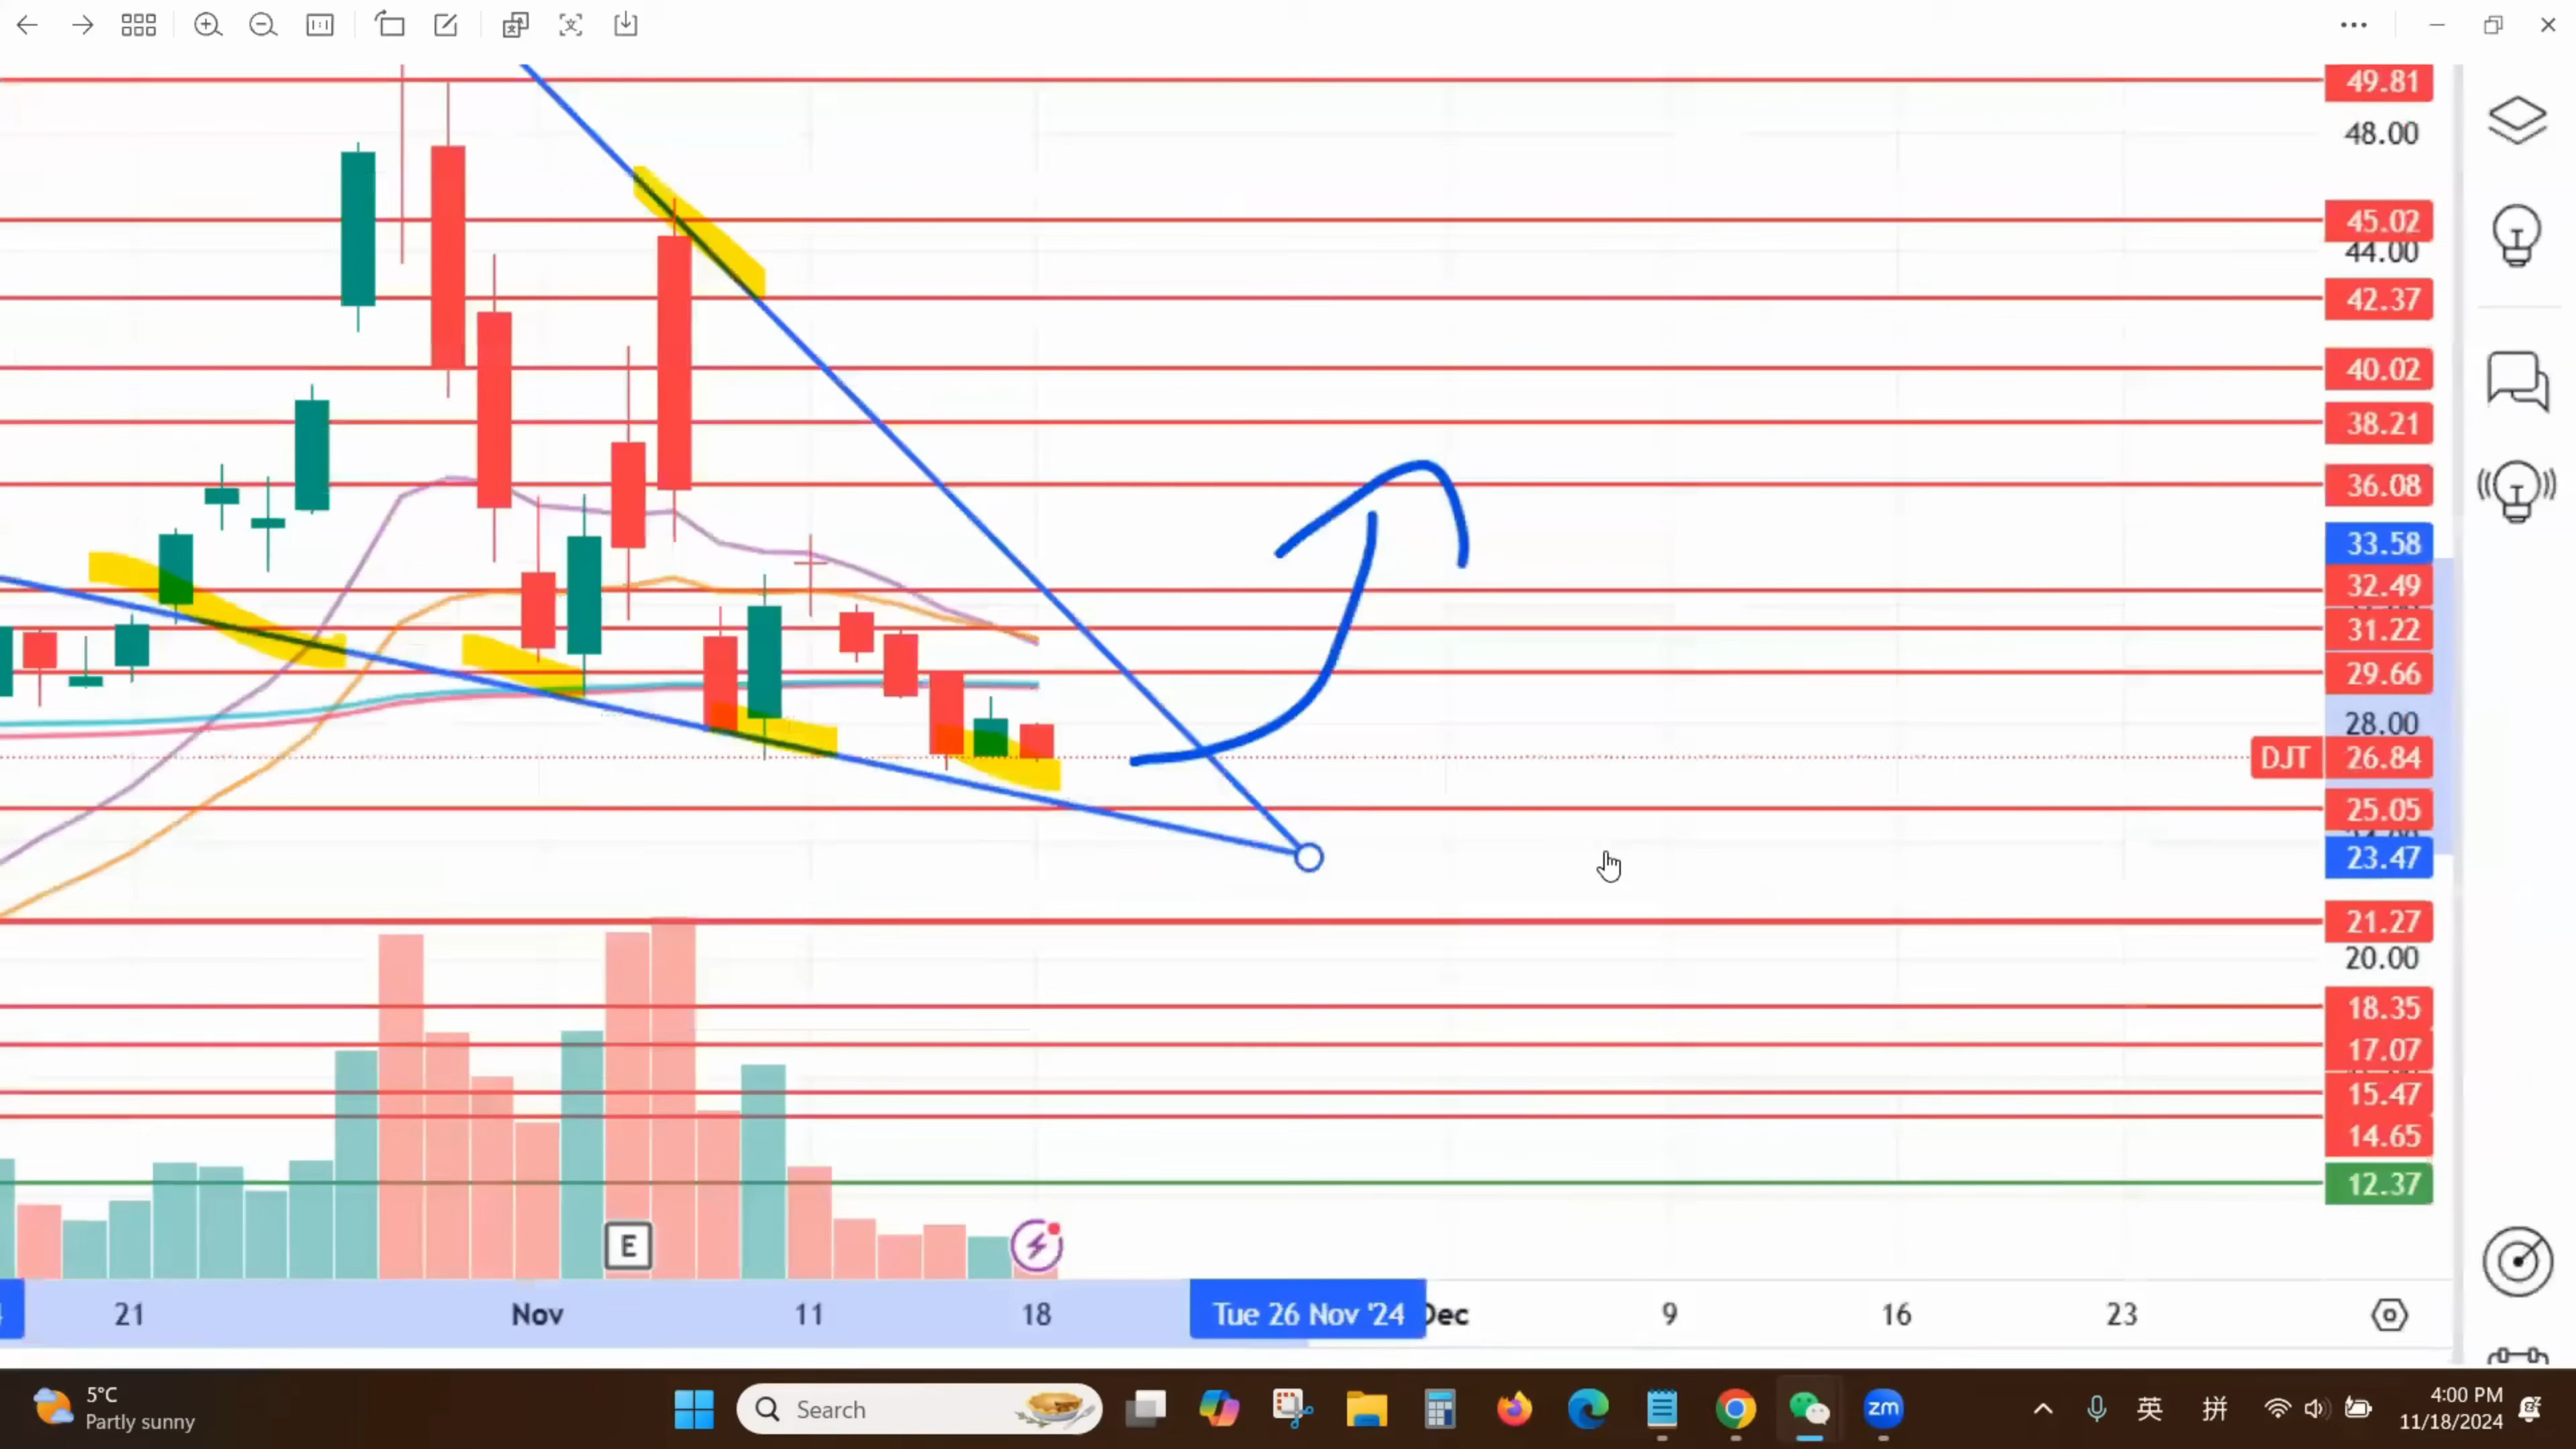 49.81
48.00
45.02
44.00
42.37
40.02
38.21
36.08
33.58
32.49
31.22
29.66
28.00
DJT 26.84
25.05
23.47
21.27
20.00
18.35
17.07
15.47
14.65
12.37
E
21 Nov 11 18 Tue 26 Nov '24 Dec 9 16 23
5°C
Partly sunny
Search
zm
英 拼
4:00 PM
11/18/2024